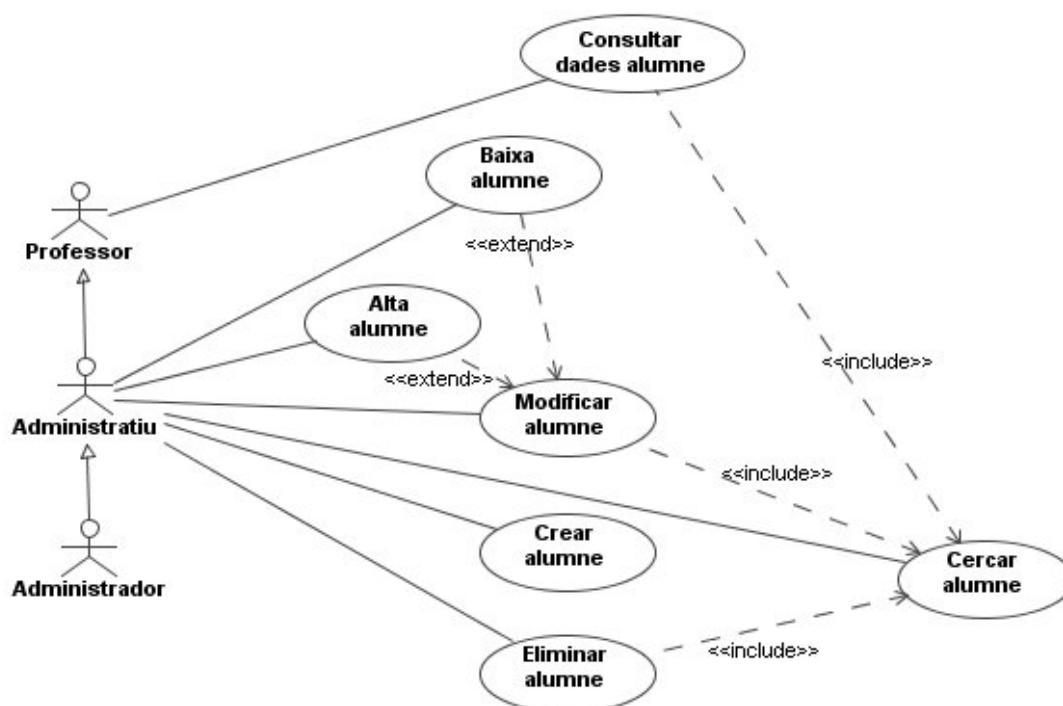 Consultar
dades alumne
Baixa
alumne
Professor
<<extend>>
Alta
alumne
<<extend>>
<<include>>
Administratiu
Modificar
alumne
<<include>>
Crear
alumne
Administrador
Cercar
alumne
Eliminar
alumne
<<include>>